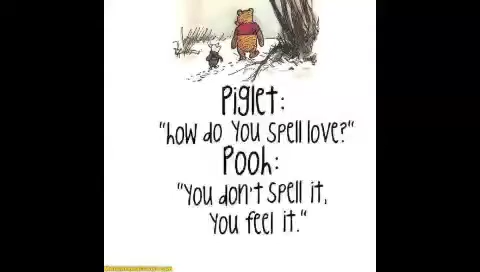 Piglet:
"how do you spell love?"
Pooh:
"You don't spell it,
You feel it."